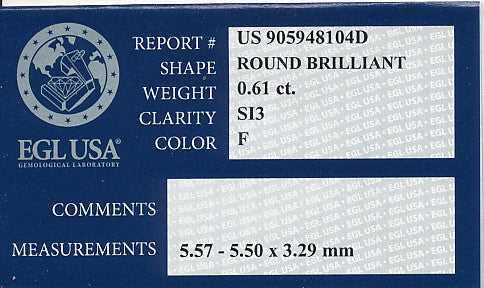 REPORT # US 905948104D
SHAPE ROUND BRILLIANT
WEIGHT 0.61 ct.
CLARITY SI3
COLOR F
EGL USA®
GEMOLOGICAL LABORATORY
COMMENTS
MEASUREMENTS 5.57 - 5.50 x 3.29 mm